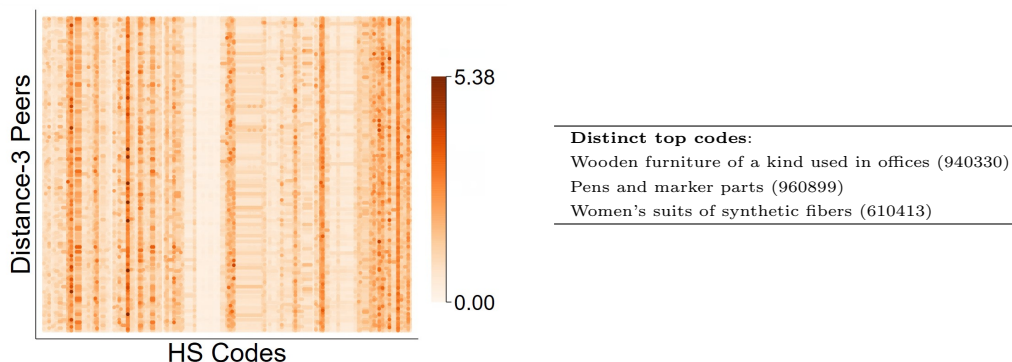 Distance-3 Peers
HS Codes
5.38
0.00
Distinct top codes:
Wooden furniture of a kind used in offices (940330)
Pens and marker parts (960899)
Women's suits of synthetic fibers (610413)